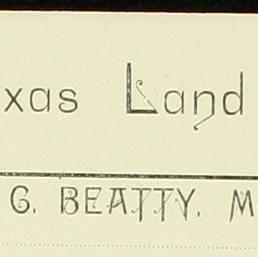 xas Land
G. BEATTY. M